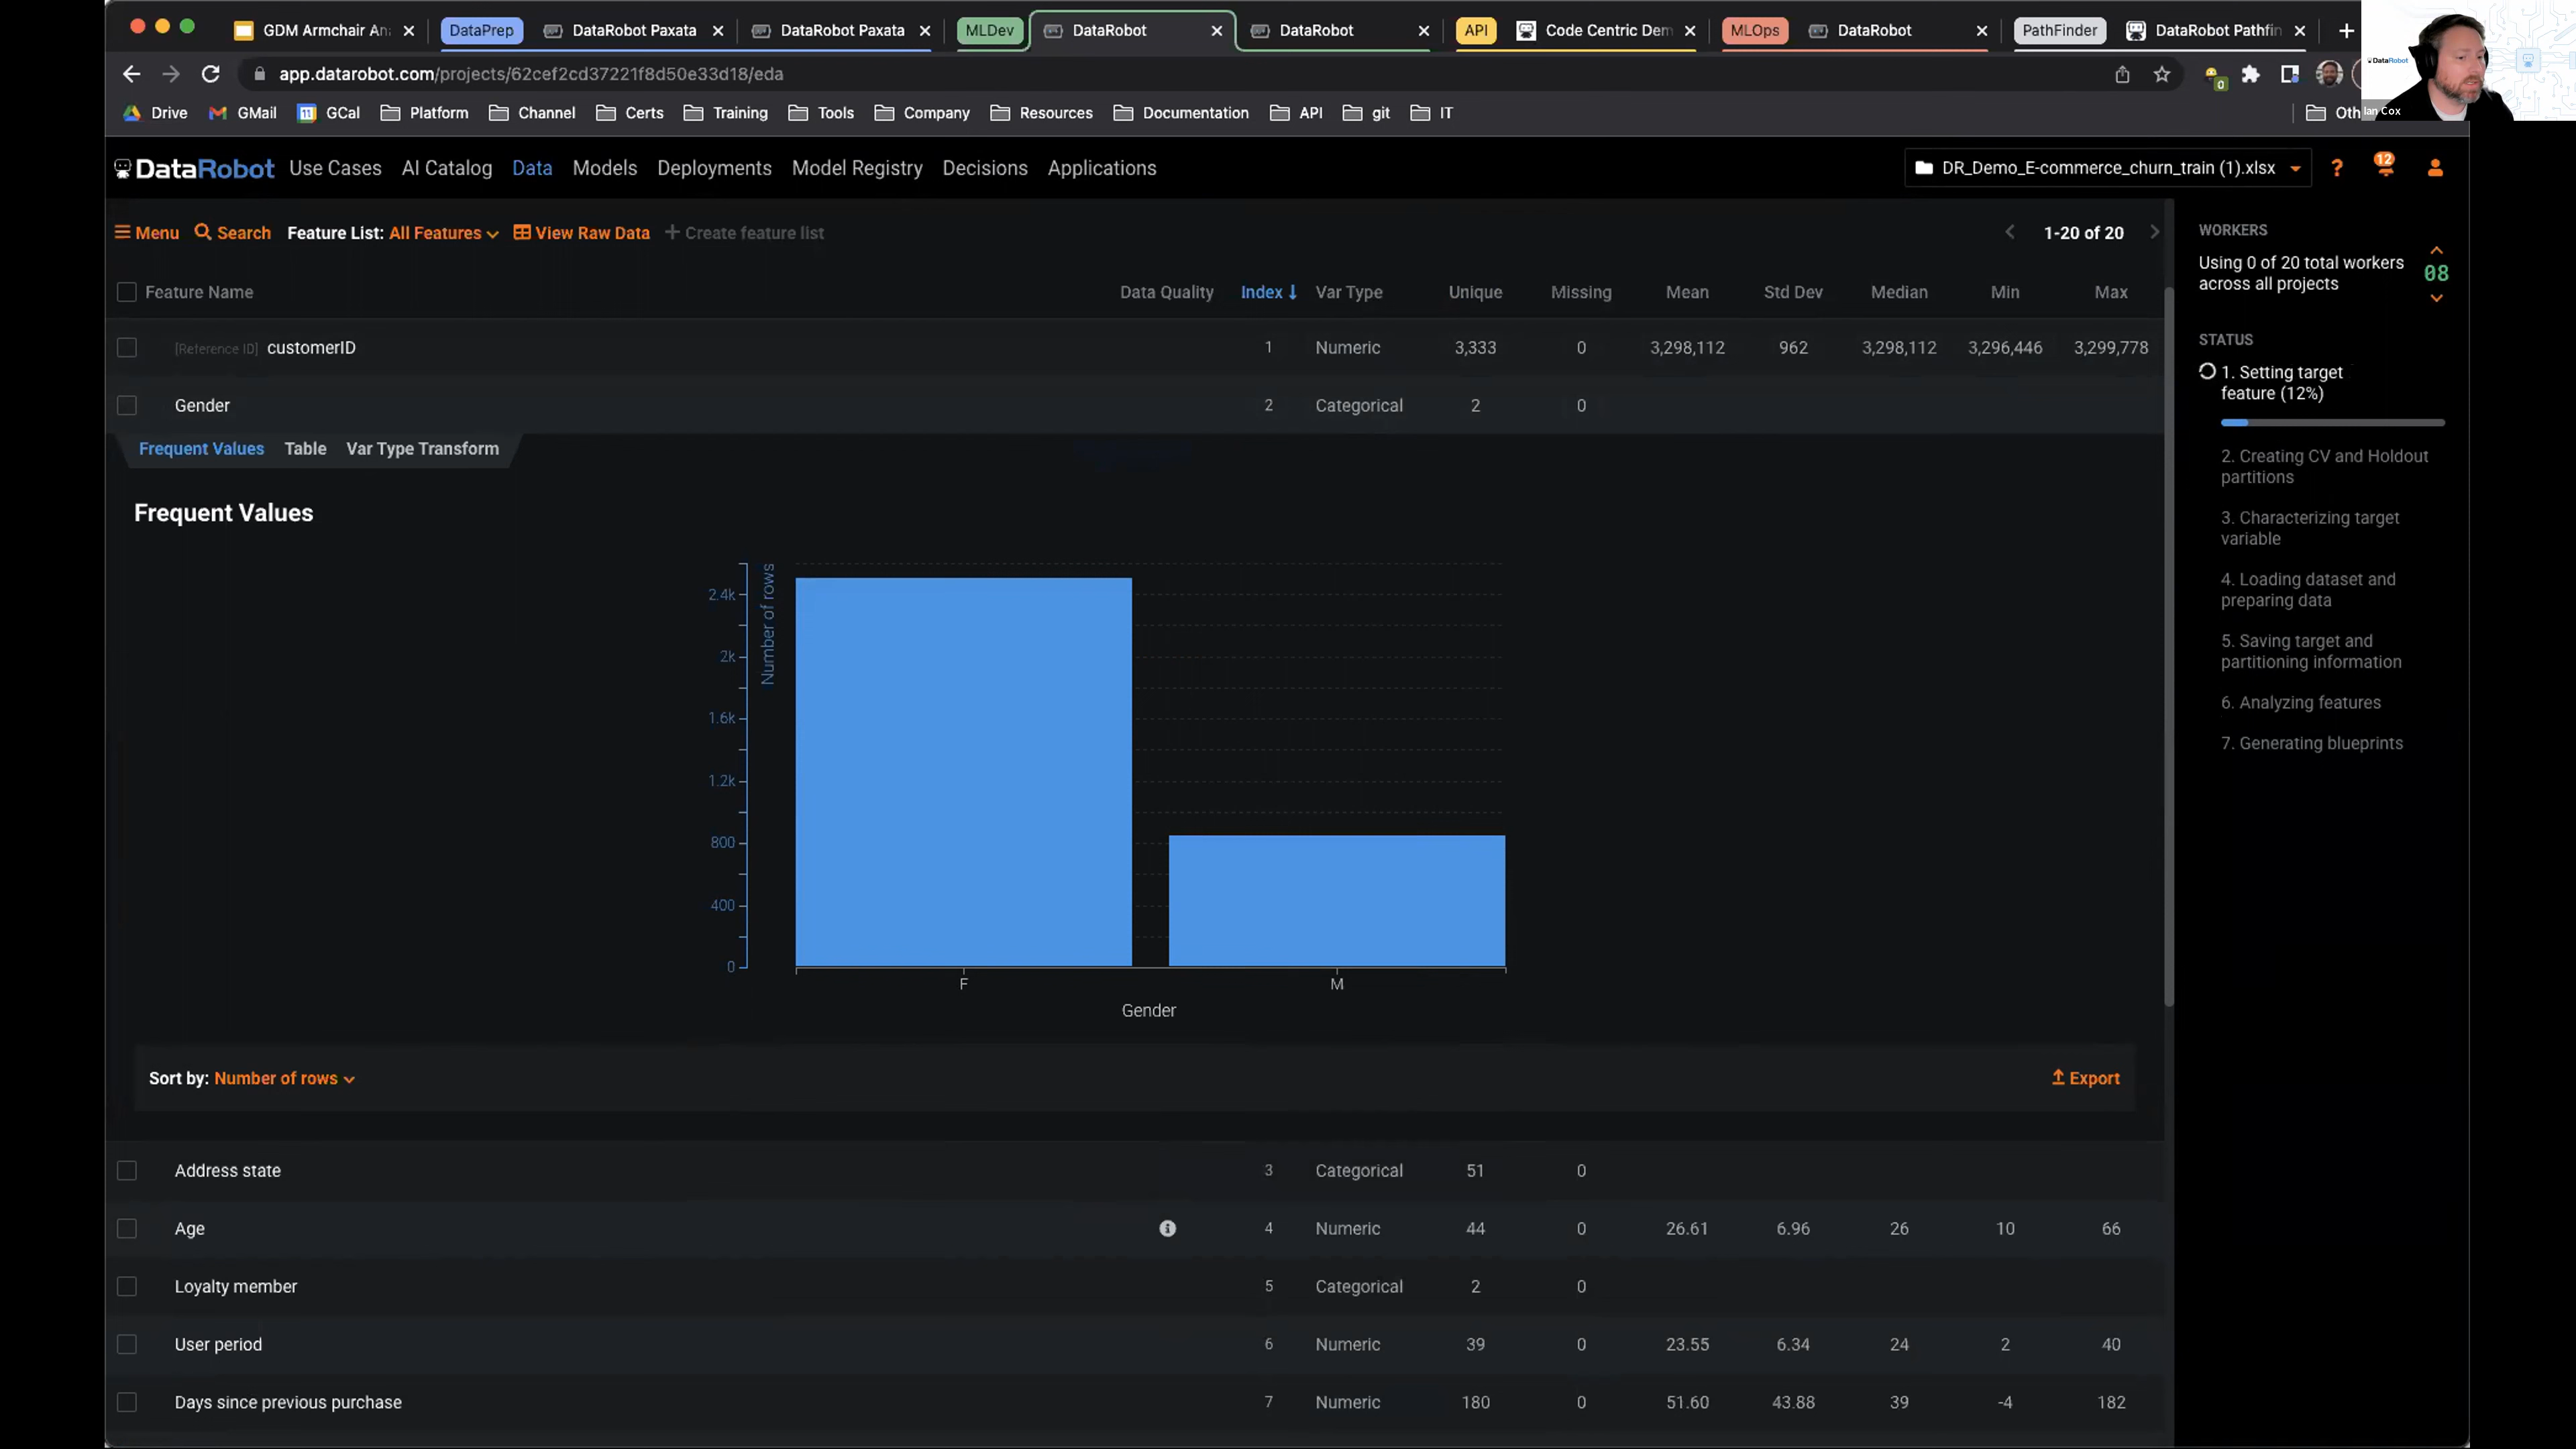 GDM Armchair An
DataPrep
DataRobot Paxata
DataRobot Paxata
MLDev
DataRobot
DataRobot
API
Code Centric Dem
MLOps
DataRobot
PathFinder
DataRobot Pathfin
app.datarobot.com/projects/62cef2cd37221f8d50e33d18/eda
0
DataRobot
Ian Cox
Drive GMail GCal Platform Channel Certs Training Tools Company Resources Documentation API git IT Oth
DataRobot Use Cases AI Catalog Data Models Deployments Model Registry Decisions Applications
DR_Demo_E-commerce_churn_train (1).xlsx ? 12
Menu Search Feature List: All Features View Raw Data + Create feature list
1-20 of 20
Feature Name Data Quality Index Var Type Unique Missing Mean Std Dev Median Min Max
[Reference ID] customerID 1 Numeric 3,333 0 3,298,112 962 3,298,112 3,296,446 3,299,778
Gender 2 Categorical 2 0
Frequent Values Table Var Type Transform
Frequent Values
Number of rows
2.4k
2k
1.6k
1.2k
800
400
0
F M
Gender
Sort by: Number of rows
Export
Address state 3 Categorical 51 0
Age 4 Numeric 44 0 26.61 6.96 26 10 66
Loyalty member 5 Categorical 2 0
User period 6 Numeric 39 0 23.55 6.34 24 2 40
Days since previous purchase 7 Numeric 180 0 51.60 43.88 39 -4 182
WORKERS
Using 0 of 20 total workers
across all projects
08
STATUS
1. Setting target
feature (12%)
2. Creating CV and Holdout
partitions
3. Characterizing target
variable
4. Loading dataset and
preparing data
5. Saving target and
partitioning information
6. Analyzing features
7. Generating blueprints